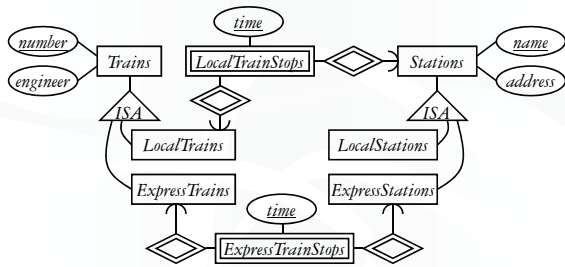 time
number
name
Trains
LocalTrainStops
Stations
engineer
address
ISA
ISA
LocalTrains
LocalStations
ExpressTrains
ExpressStations
time
ExpressTrainStops